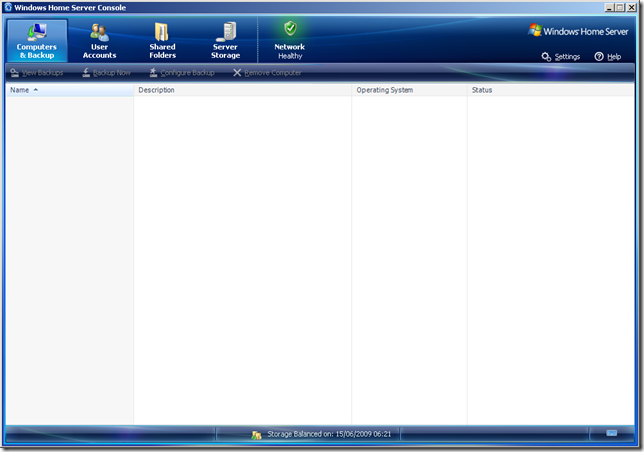 Windows Home Server Console
Computers & Backup
User Accounts
Shared Folders
Server Storage
Network
Healthy
Windows Home Server
Settings
Help
View Backups
Backup Now
Configure Backup
Remove Computer
Name
Description
Operating System
Status
Storage Balanced on: 15/06/2009 06:21